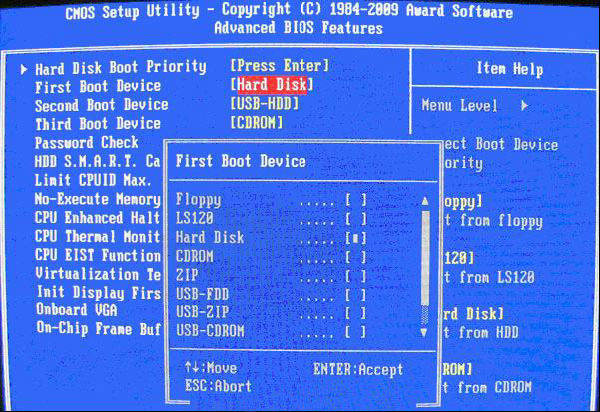 CMOS Setup Utility - Copyright (C) 1984-2009 Award Software
Advanced BIOS Features
Hard Disk Boot Priority [Press Enter]
First Boot Device [Hard Disk]
Second Boot Device [USB-HDD]
Third Boot Device [CDROM]
Password Check
HDD S.M.A.R.T. Ca
Limit CPUID Max.
No-Execute Memory
CPU Enhanced Halt
CPU Thermal Monit
CPU EIST Function
Virtualization Te
Init Display Firs
Onboard VGA
On-Chip Frame Buf
First Boot Device
Floppy ..... [ ]
LS120 ..... [ ]
Hard Disk ..... [■]
CDROM ..... [ ]
ZIP ..... [ ]
USB-FDD ..... [ ]
USB-ZIP ..... [ ]
USB-CDROM ..... [ ]
↑↓:Move ENTER:Accept
ESC:Abort
Item Help
Menu Level ▶
ect Boot Device
ority
oppy]
t from floppy
120]
t from LS120
rd Disk]
t from HDD
ROM]
t from CDROM